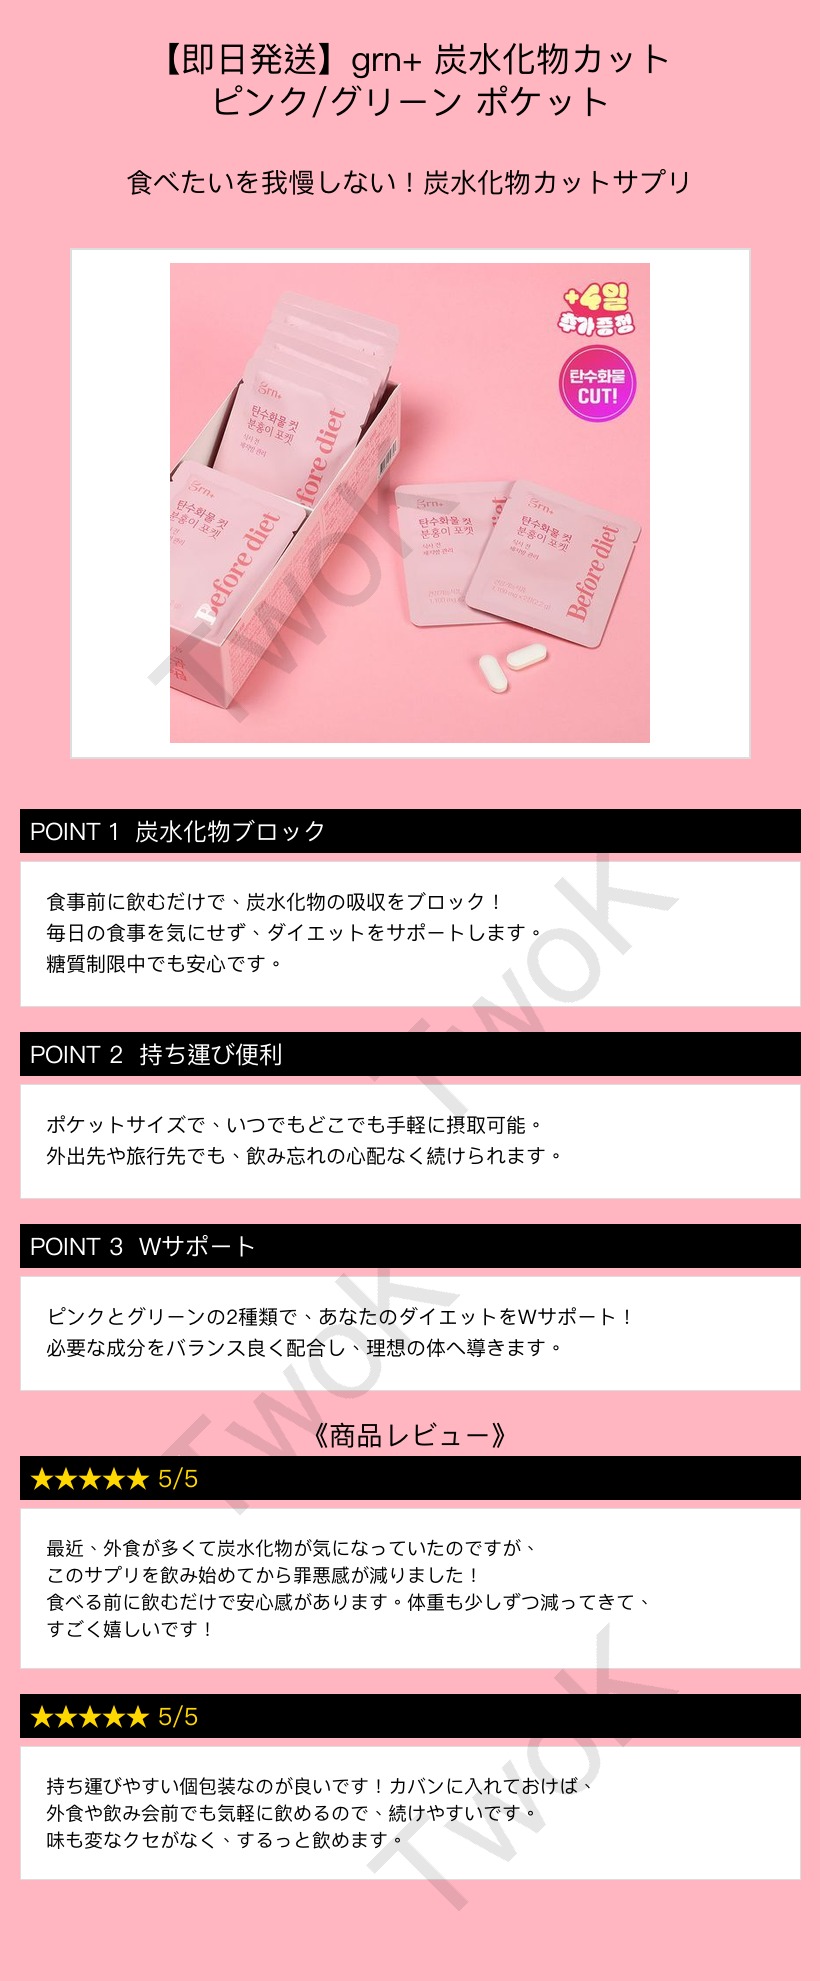 【即日発送】grn+ 炭水化物カット
ピンク/グリーン ポケット
食べたいを我慢しない！炭水化物カットサプリ
+4일
추가증정
탄수화물
CUT!
grn+
탄수화물 컷
분홍이 포켓
식사 전
체지방 관리
Before diet
grn+
탄수화물 컷
분홍이 포켓
체지방 관리
Before diet
grn+
탄수화물 컷
분홍이 포켓
식사 전
체지방 관리
grn+
탄수화물 컷
분홍이 포켓
식사 전
체지방 관리
Before diet
TwoK
POINT 1 炭水化物ブロック
食事前に飲むだけで、炭水化物の吸収をブロック！
毎日の食事を気にせず、ダイエットをサポートします。
糖質制限中でも安心です。
TwoK
POINT 2 持ち運び便利
ポケットサイズで、いつでもどこでも手軽に摂取可能。
外出先や旅行先でも、飲み忘れの心配なく続けられます。
POINT 3 Wサポート
ピンクとグリーンの2種類で、あなたのダイエットをWサポート！
必要な成分をバランス良く配合し、理想の体へ導きます。
TwoK
《商品レビュー》
★★★★★ 5/5
最近、外食が多くて炭水化物が気になっていたのですが、
このサプリを飲み始めてから罪悪感が減りました！
食べる前に飲むだけで安心感があります。体重も少しずつ減ってきて、
すごく嬉しいです！
★★★★★ 5/5
持ち運びやすい個包装なのが良いです！カバンに入れておけば、
外食や飲み会前でも気軽に飲めるので、続けやすいです。
味も変なクセがなく、するっと飲めます。
TwoK